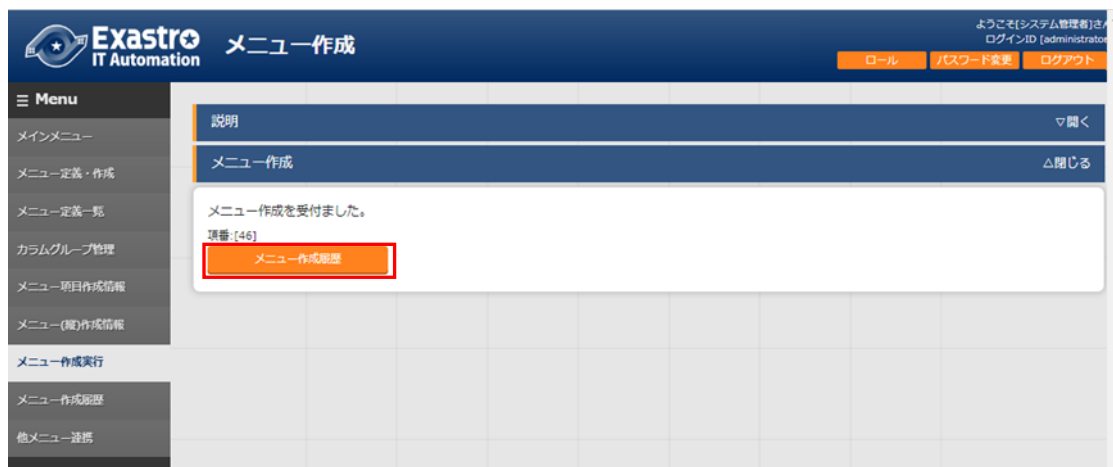 Exastro
IT Automation
メニュー作成
ようこそ[システム管理者]さん
ログインID [administrator
ロール
パスワード変更
ログアウト
Menu
メインメニュー
メニュー定義・作成
メニュー定義一覧
カラムグループ管理
メニュー項目作成情報
メニュー(縦)作成情報
メニュー作成実行
メニュー作成履歴
他メニュー連携
説明
▽開く
メニュー作成
△閉じる
メニュー作成を受付ました。
項番:[46]
メニュー作成履歴